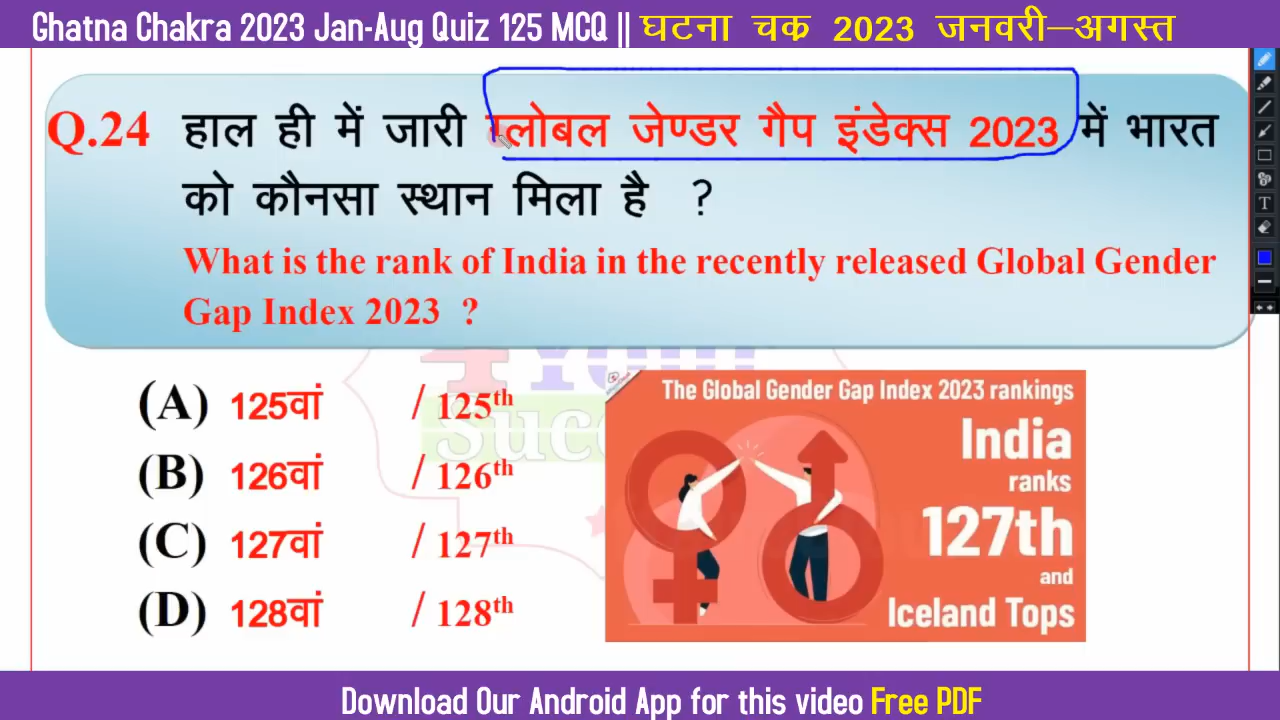 Ghatna Chakra 2023 Jan-Aug Quiz 125 MCQ || घटना चक्र 2023 जनवरी–अगस्त
Q.24 हाल ही में जारी ग्लोबल जेण्डर गैप इंडेक्स 2023 में भारत
को कौनसा स्थान मिला है ?
What is the rank of India in the recently released Global Gender
Gap Index 2023 ?
(A) 125वां / 125th
(B) 126वां / 126th
(C) 127वां / 127th
(D) 128वां / 128th
The Global Gender Gap Index 2023 rankings
India
ranks
127th
and
Iceland Tops
Download Our Android App for this video Free PDF